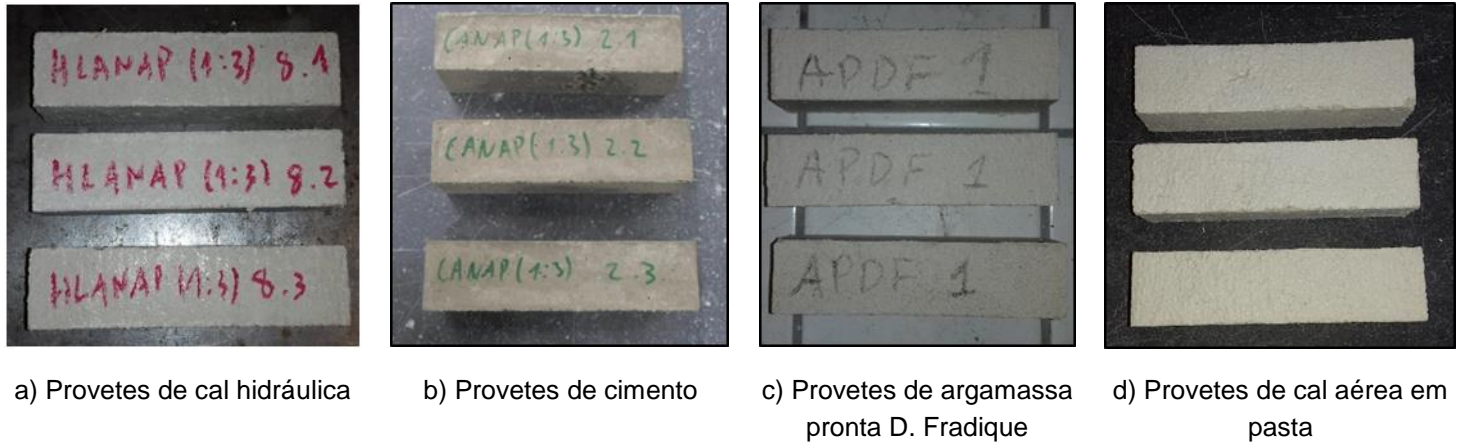 HLANAP (1:3) 8.1
HLANAP (1:3) 8.2
HLANAP (1:3) 8.3
CANAP(1:3) 2.1
CANAP(1:3) 2.2
CANAP(1:3) 2.3
APDF 1
APDF 1
APDF 1
a) Provetes de cal hidráulica
b) Provetes de cimento
c) Provetes de argamassa
pronta D. Fradique
d) Provetes de cal aérea em
pasta